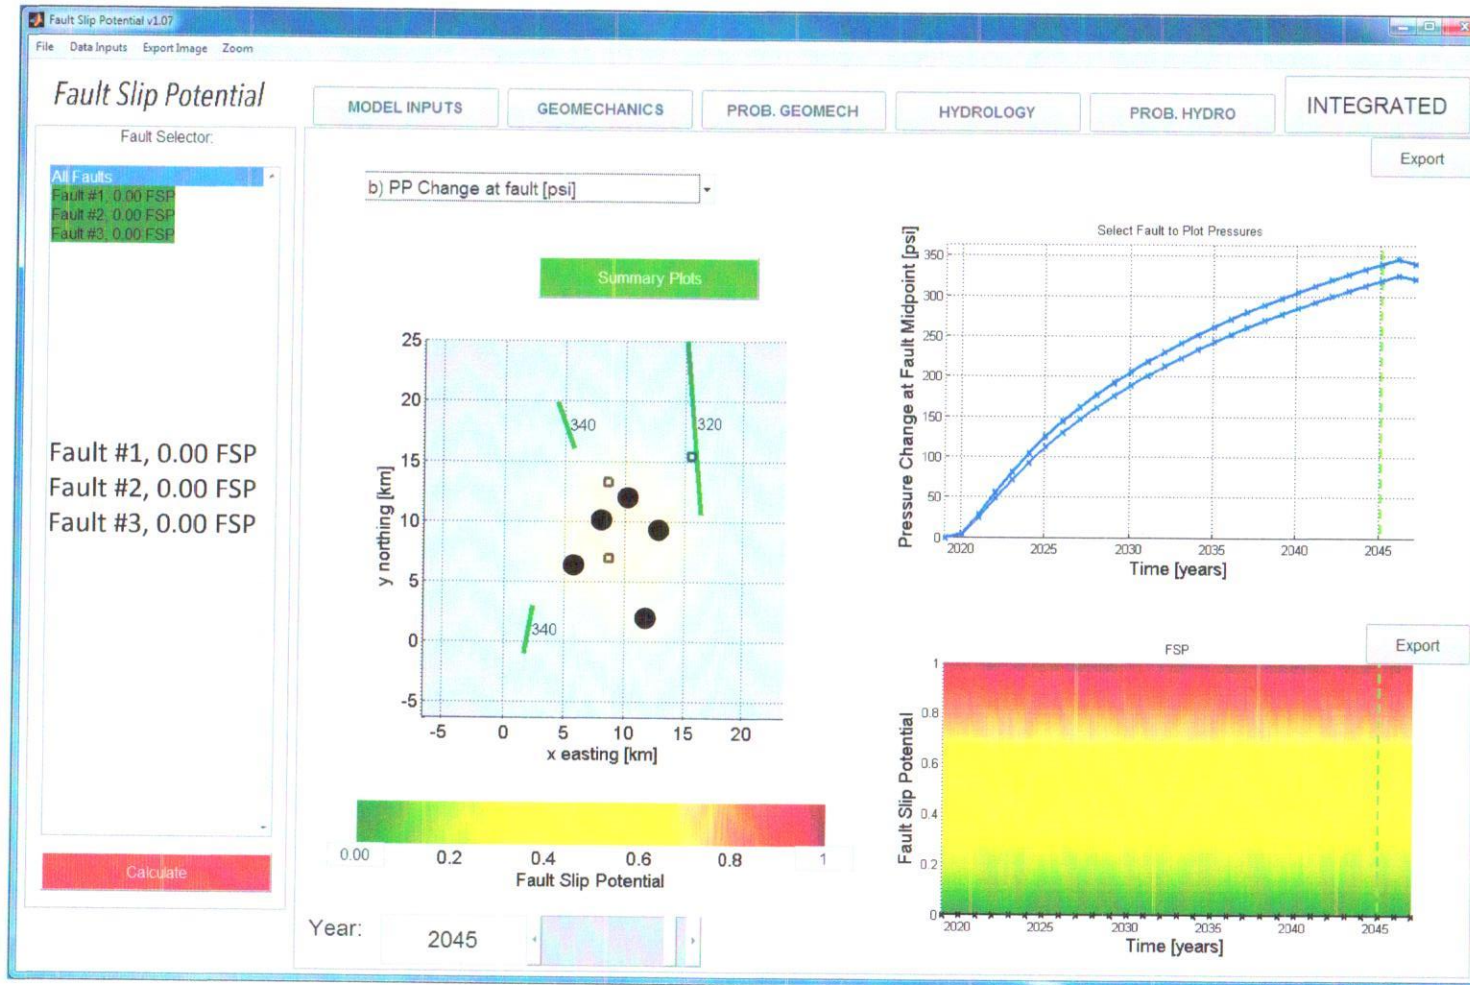 Fault Slip Potential v1.07
File Data Inputs Export Image Zoom
Fault Slip Potential
MODEL INPUTS
GEOMECHANICS
PROB. GEOMECH
HYDROLOGY
PROB. HYDRO
INTEGRATED
Fault Selector:
All Faults
Fault #1, 0.00 FSP
Fault #2, 0.00 FSP
Fault #3, 0.00 FSP
Fault #1, 0.00 FSP
Fault #2, 0.00 FSP
Fault #3, 0.00 FSP
Calculate
b) PP Change at fault [psi]
Summary Plots
y northing [km]
25
20
15
10
5
0
-5
340
320
340
-5 0 5 10 15 20
x easting [km]
0.00 0.2 0.4 0.6 0.8 1
Fault Slip Potential
Year:
2045
Export
Select Fault to Plot Pressures
Pressure Change at Fault Midpoint [psi]
350
300
250
200
150
100
50
0
2020 2025 2030 2035 2040 2045
Time [years]
Export
FSP
Fault Slip Potential
1
0.8
0.6
0.4
0.2
0
2020 2025 2030 2035 2040 2045
Time [years]